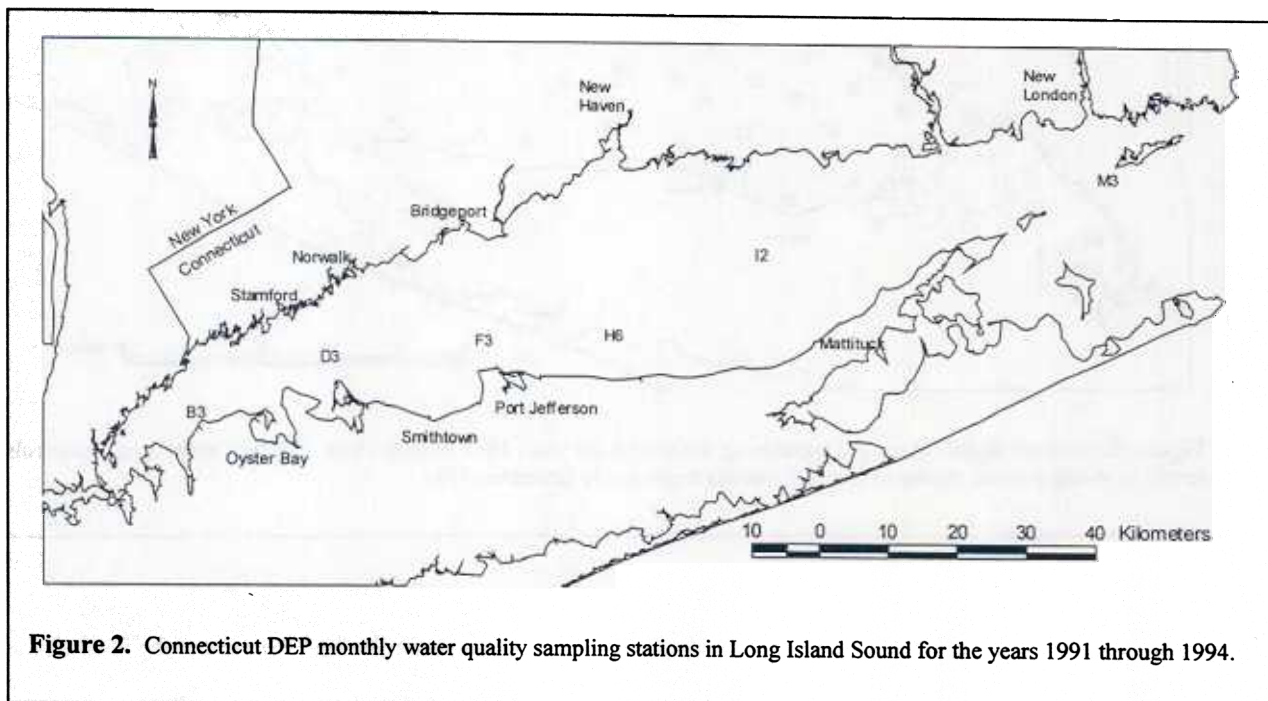 N
New
Haven
New
London
M3
Bridgeport
New York
Connecticut
Norwalk
I2
Stamford
F3
H6
D3
Mattituck
B3
Port Jefferson
Smithtown
Oyster Bay
10 0 10 20 30 40 Kilometers
Figure 2. Connecticut DEP monthly water quality sampling stations in Long Island Sound for the years 1991 through 1994.